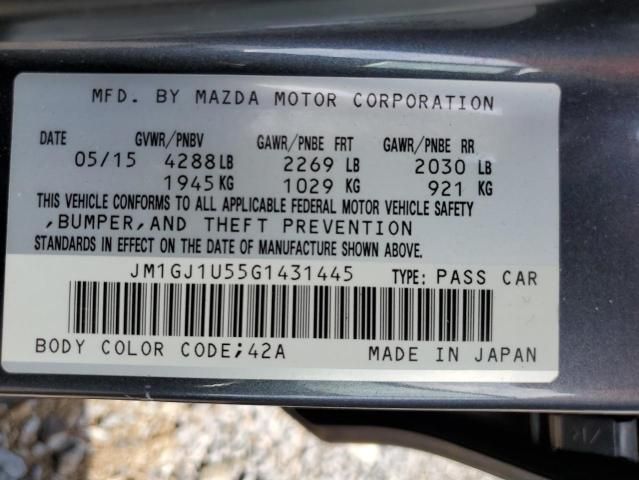 MFD. BY MAZDA MOTOR CORPORATION
DATE GVWR/PNBV GAWR/PNBE FRT GAWR/PNBE RR
05/15 4288LB 2269 LB 2030 LB
1945KG 1029 KG 921 KG
THIS VEHICLE CONFORMS TO ALL APPLICABLE FEDERAL MOTOR VEHICLE SAFETY
,BUMPER,AND THEFT PREVENTION
STANDARDS IN EFFECT ON THE DATE OF MANUFACTURE SHOWN ABOVE.
JM1GJ1U55G1431445 TYPE: PASS CAR
BODY COLOR CODE;42A MADE IN JAPAN